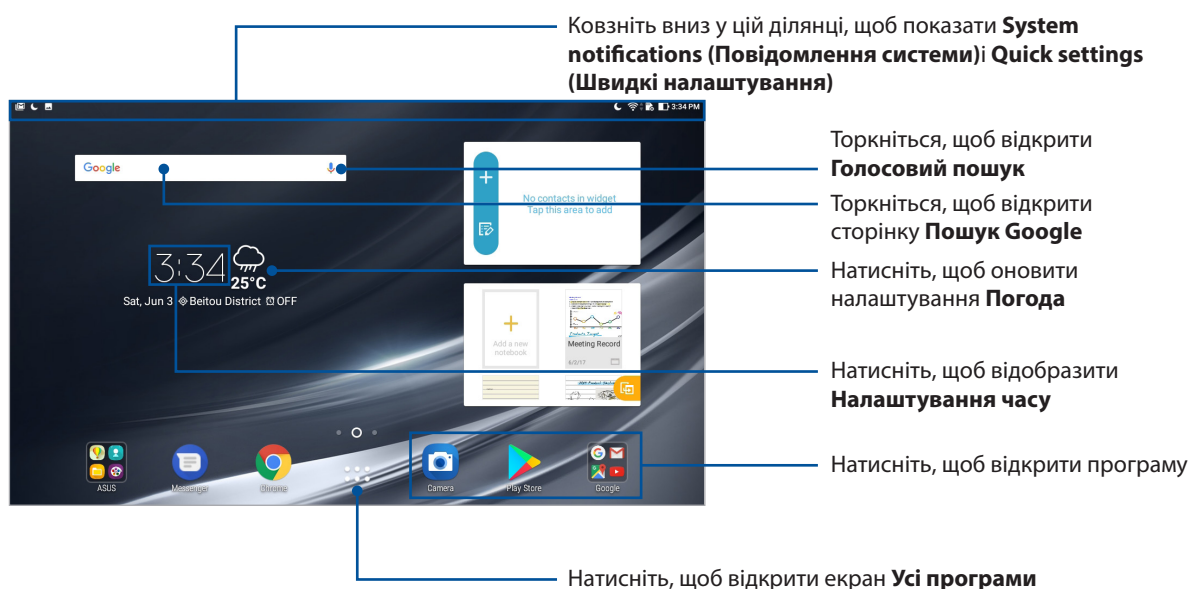 Ковзніть вниз у цій ділянці, щоб показати System
notifications (Повідомлення системи)і Quick settings
(Швидкі налаштування)
3:34 PM
Торкніться, щоб відкрити
Голосовий пошук
Google
Торкніться, щоб відкрити
сторінку Пошук Google
No contacts in widget
Tap this area to add
Натисніть, щоб оновити
налаштування Погода
3:34
25°C
Sat, Jun 3 Beitou District OFF
Add a new
notebook
Meeting Record
6/2/17
Натисніть, щоб відобразити
Налаштування часу
Натисніть, щоб відкрити програму
ASUS
Messenger
Chrome
Camera
Play Store
Google
Натисніть, щоб відкрити екран Усі програми